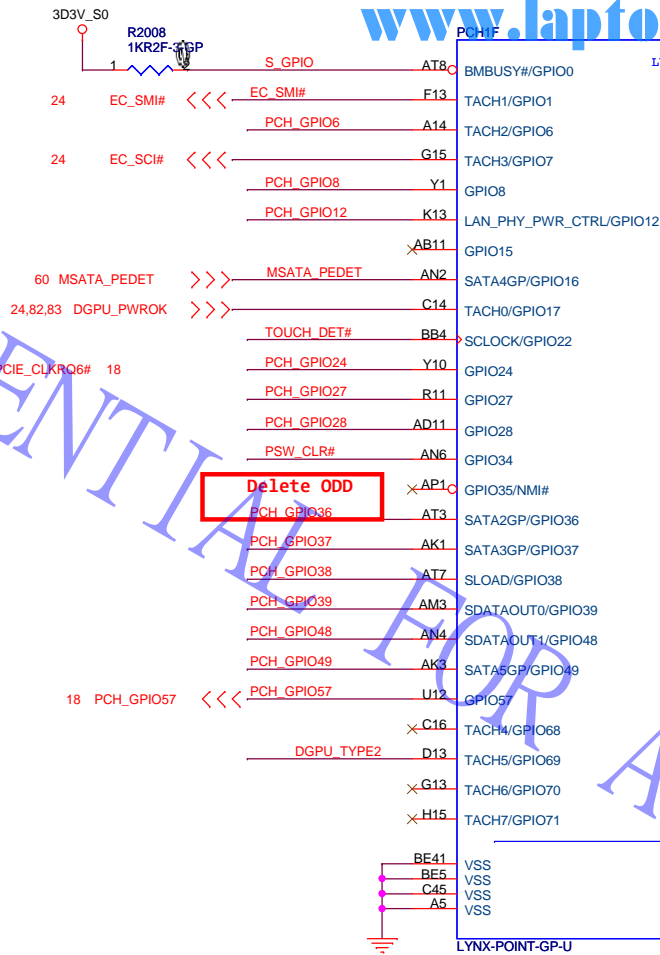 www.lapto
3D3V_S0
R2008
1KR2F-3-GP
PCH1F
1
S_GPIO AT8 BMBUSY#/GPIO0
24 EC_SMI# EC_SMI# F13 TACH1/GPIO1
PCH_GPIO6 A14 TACH2/GPIO6
24 EC_SCI# G15 TACH3/GPIO7
PCH_GPIO8 Y1 GPIO8
PCH_GPIO12 K13 LAN_PHY_PWR_CTRL/GPIO12
AB11 GPIO15
60 MSATA_PEDET MSATA_PEDET AN2 SATA4GP/GPIO16
24,82,83 DGPU_PWROK C14 TACH0/GPIO17
TOUCH_DET# BB4 SCLOCK/GPIO22
PCIE_CLKRQ6# 18 PCH_GPIO24 Y10 GPIO24
PCH_GPIO27 R11 GPIO27
PCH_GPIO28 AD11 GPIO28
PSW_CLR# AN6 GPIO34
Delete ODD AP1 GPIO35/NMI#
PCH_GPIO36 AT3 SATA2GP/GPIO36
PCH_GPIO37 AK1 SATA3GP/GPIO37
PCH_GPIO38 AT7 SLOAD/GPIO38
PCH_GPIO39 AM3 SDATAOUT0/GPIO39
PCH_GPIO48 AN4 SDATAOUT1/GPIO48
PCH_GPIO49 AK3 SATA5GP/GPIO49
18 PCH_GPIO57 PCH_GPIO57 U12 GPIO57
C16 TACH4/GPIO68
DGPU_TYPE2 D13 TACH5/GPIO69
G13 TACH6/GPIO70
H15 TACH7/GPIO71
BE41 VSS
BE5 VSS
C45 VSS
A5 VSS
LYNX-POINT-GP-U
ENTIAL FOR A